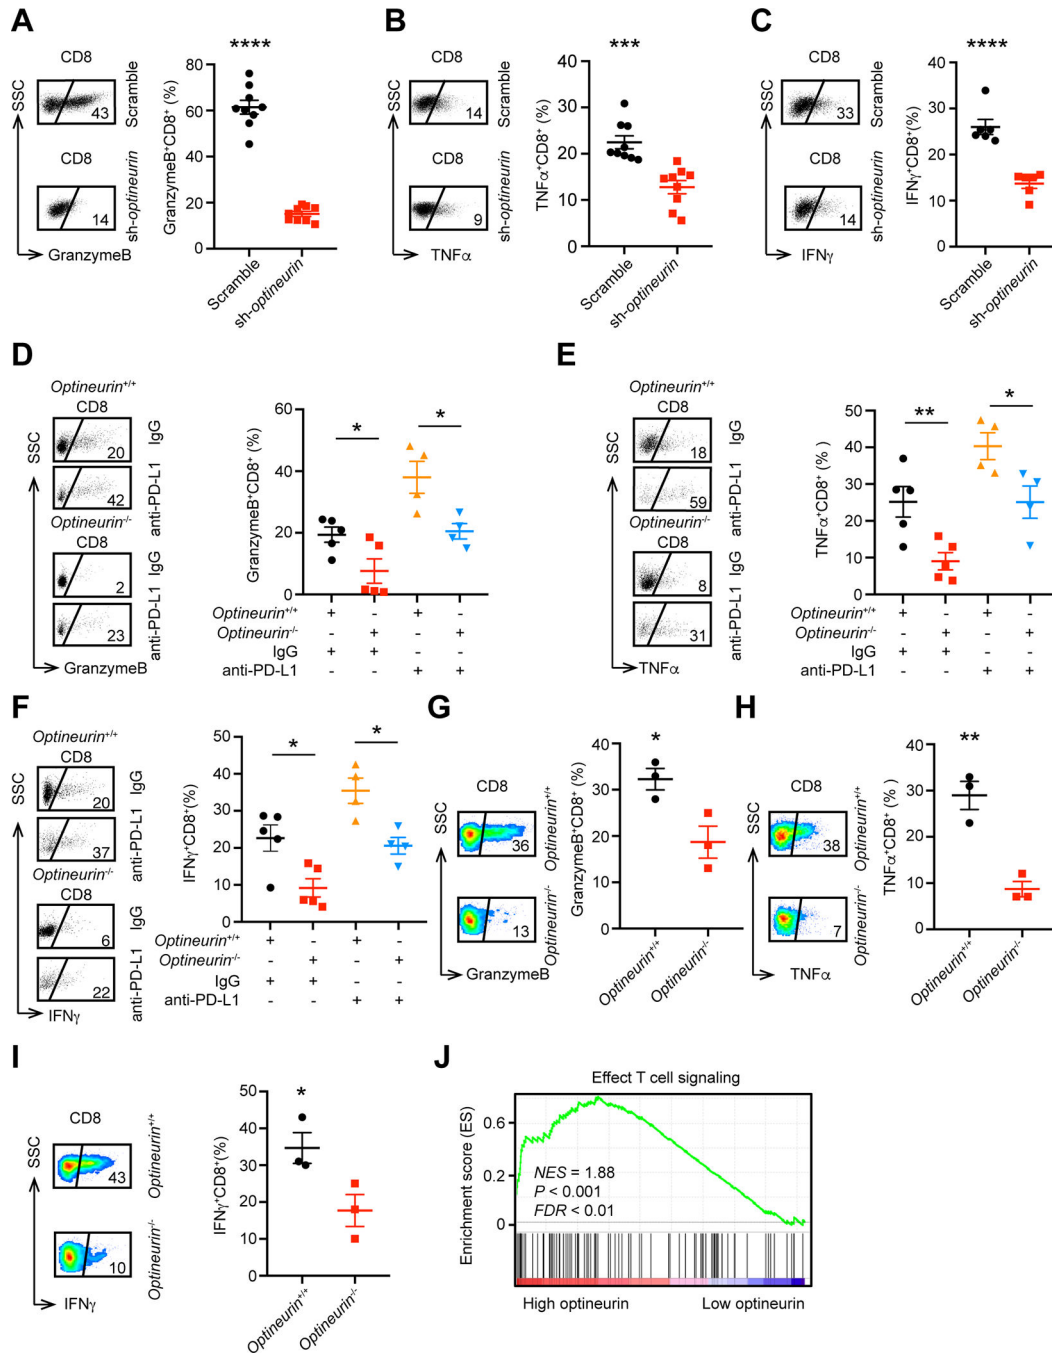 A
CD8
SSC
43
Scramble
CD8
14
sh-optineurin
GranzymeB
****
GranzymeB⁺CD8⁺ (%)
80
60
40
20
0
Scramble
sh-optineurin
B
CD8
SSC
14
Scramble
CD8
9
sh-optineurin
TNFα
***
TNFα⁺CD8⁺ (%)
40
30
20
10
0
Scramble
sh-optineurin
C
CD8
SSC
33
Scramble
CD8
14
sh-optineurin
IFNγ
****
IFNγ⁺CD8⁺(%)
40
30
20
10
0
Scramble
sh-optineurin
D
Optineurin⁺/⁺
CD8
SSC
20
IgG
42
anti-PD-L1
Optineurin⁻/⁻
CD8
2
IgG
23
anti-PD-L1
GranzymeB
GranzymeB⁺CD8⁺ (%)
60
40
20
0
* *
Optineurin⁺/⁺ + - + -
Optineurin⁻/⁻ - + - +
IgG + + - -
anti-PD-L1 - - + +
E
Optineurin⁺/⁺
CD8
SSC
18
IgG
59
anti-PD-L1
Optineurin⁻/⁻
CD8
8
IgG
31
anti-PD-L1
TNFα
TNFα⁺CD8⁺ (%
50
40
30
20
10
0
** *
Optineurin⁺/⁺ + - + -
Optineurin⁻/⁻ - + - +
IgG + + - -
anti-PD-L1 - - + +
F
Optineurin⁺/⁺
CD8
SSC
20
IgG
37
anti-PD-L1
Optineurin⁻/⁻
CD8
6
IgG
22
anti-PD-L1
IFNγ
IFNγ⁺CD8⁺(%)
50
40
30
20
10
0
* *
Optineurin⁺/⁺ + - + -
Optineurin⁻/⁻ - + - +
IgG + + - -
anti-PD-L1 - - + +
G
CD8
SSC
36
Optineurin⁺/⁺
13
Optineurin⁻/⁻
GranzymeB
*
GranzymeB⁺CD8⁺ (%)
40
30
20
10
0
Optineurin⁺/⁺
Optineurin⁻/⁻
H
CD8
SSC
38
Optineurin⁺/⁺
7
Optineurin⁻/⁻
TNFα
**
TNFα⁺CD8⁺ (%
40
30
20
10
0
Optineurin⁺/⁺
Optineurin⁻/⁻
I
CD8
SSC
43
Optineurin⁺/⁺
10
Optineurin⁻/⁻
IFNγ
*
IFNγ⁺CD8⁺(%)
50
40
30
20
10
0
Optineurin⁺/⁺
Optineurin⁻/⁻
J
Effect T cell signaling
Enrichment score (ES)
0.6
0.2
0
NES = 1.88
P < 0.001
FDR < 0.01
High optineurin
Low optineurin